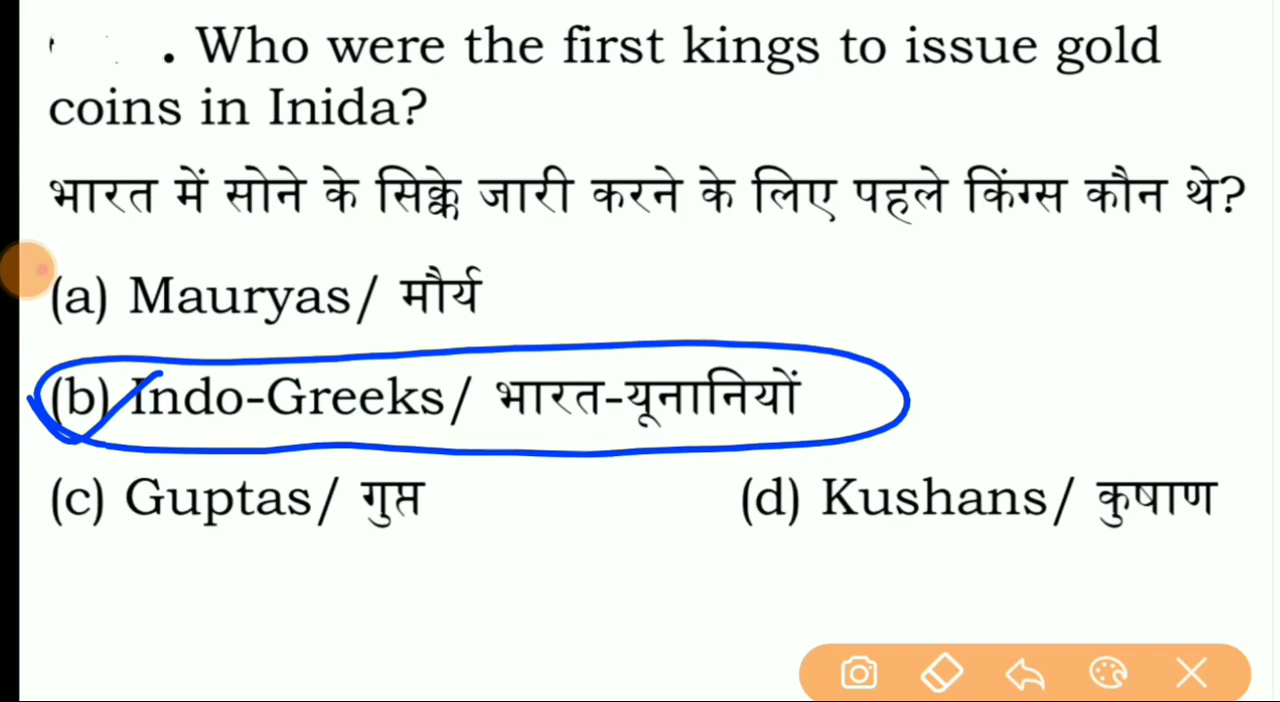 . Who were the first kings to issue gold
coins in Inida?
भारत में सोने के सिक्के जारी करने के लिए पहले किंग्स कौन थे?
(a) Mauryas/ मौर्य
(b) Indo-Greeks/ भारत-यूनानियों
(c) Guptas/ गुप्त (d) Kushans/ कुषाण